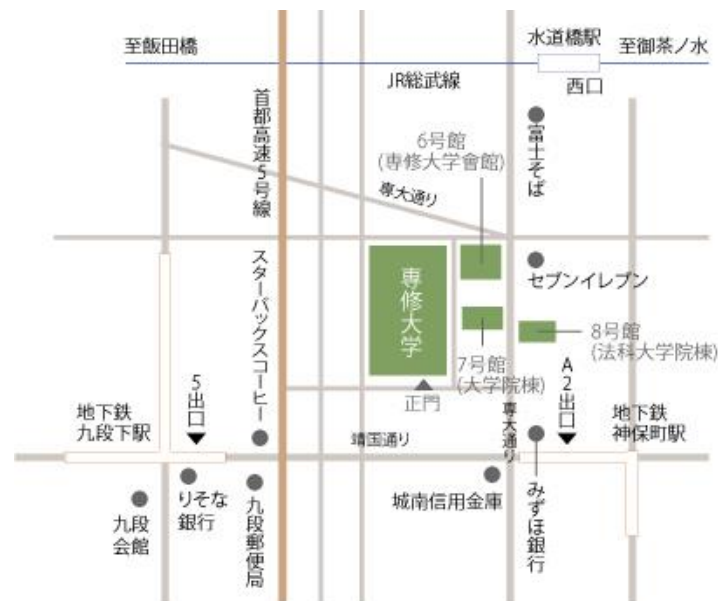 至飯田橋
水道橋駅
至御茶ノ水
JR総武線
西口
首都高速5号線
6号館
(専修大学會館)
富士そば
専大通り
スターバックスコーヒー
専修大学
セブンイレブン
7号館
(大学院棟)
8号館
(法科大学院棟)
正門
地下鉄
九段下駅
5出口
靖国通り
専大通り
A2出口
地下鉄
神保町駅
九段
会館
りそな
銀行
九段郵便局
城南信用金庫
みずほ銀行